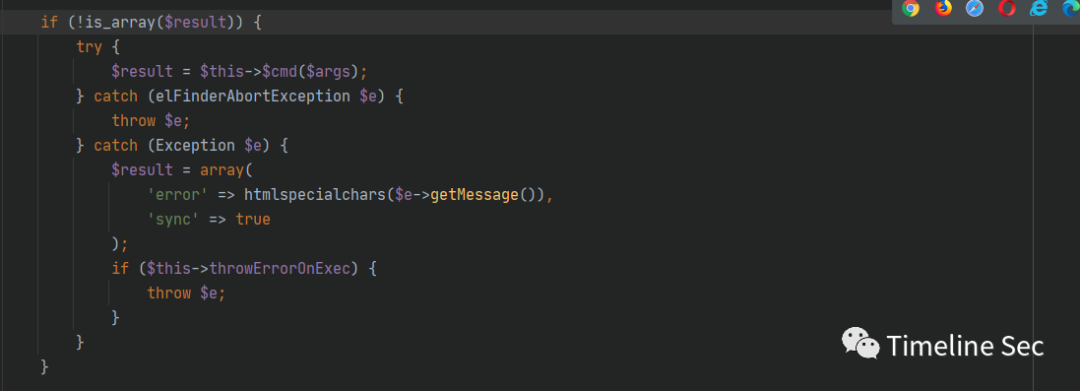 if (!is_array($result)) {
try {
$result = $this->$cmd($args);
} catch (elFinderAbortException $e) {
throw $e;
} catch (Exception $e) {
$result = array(
'error' => htmlspecialchars($e->getMessage()),
'sync' => true
);
if ($this->throwErrorOnExec) {
throw $e;
}
}
}
Timeline Sec